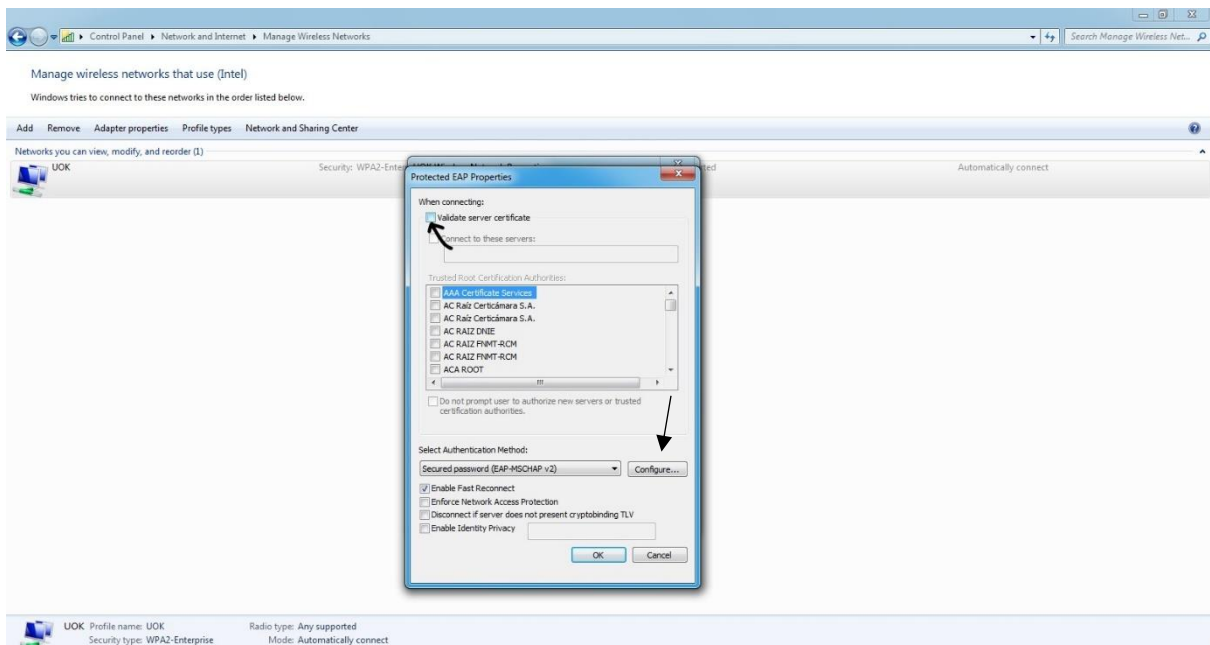 Control Panel ▸ Network and Internet ▸ Manage Wireless Networks
Search Manage Wireless Net...
Manage wireless networks that use (Intel)
Windows tries to connect to these networks in the order listed below.
Add Remove Adapter properties Profile types Network and Sharing Center
Networks you can view, modify, and reorder (1)
UOK Security: WPA2-Enter Automatically connect
Protected EAP Properties
When connecting:
Validate server certificate
Connect to these servers:
Trusted Root Certification Authorities:
AAA Certificate Services
AC Raíz Certicámara S.A.
AC Raíz Certicámara S.A.
AC RAIZ DNIE
AC RAIZ FNMT-RCM
AC RAIZ FNMT-RCM
ACA ROOT
Do not prompt user to authorize new servers or trusted
certification authorities.
Select Authentication Method:
Secured password (EAP-MSCHAP v2) Configure...
Enable Fast Reconnect
Enforce Network Access Protection
Disconnect if server does not present cryptobinding TLV
Enable Identity Privacy
OK Cancel
UOK Profile name: UOK Radio type: Any supported
Security type: WPA2-Enterprise Mode: Automatically connect